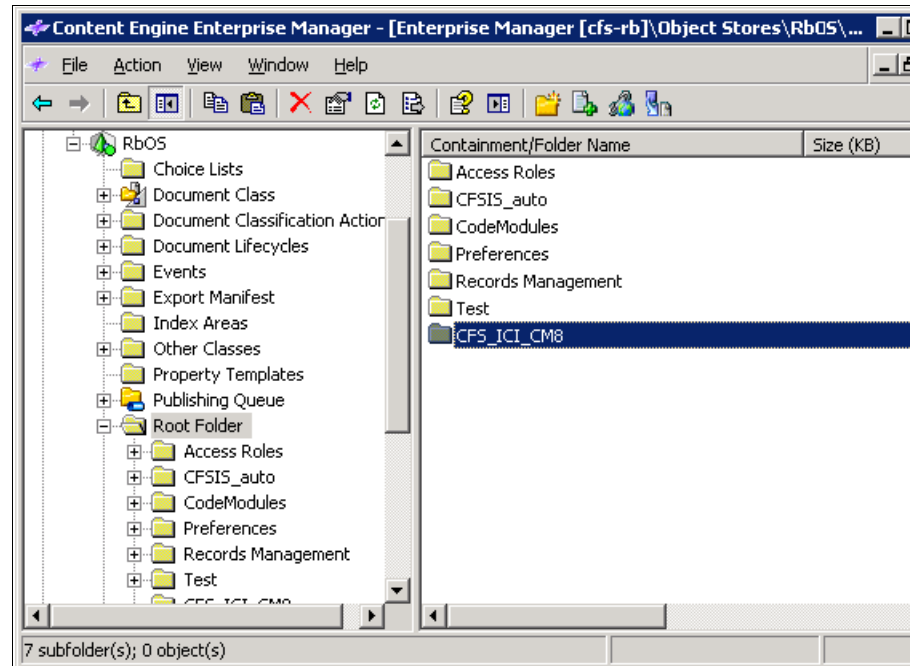 Content Engine Enterprise Manager - [Enterprise Manager [cfs-rb]\Object Stores\RbOS\...
File Action View Window Help
RbOS
Choice Lists
Document Class
Document Classification Action
Document Lifecycles
Events
Export Manifest
Index Areas
Other Classes
Property Templates
Publishing Queue
Root Folder
Access Roles
CFSIS_auto
CodeModules
Preferences
Records Management
Test
CFS_ICI_CM8
Containment/Folder Name Size (KB)
Access Roles
CFSIS_auto
CodeModules
Preferences
Records Management
Test
CFS_ICI_CM8
7 subfolder(s); 0 object(s)